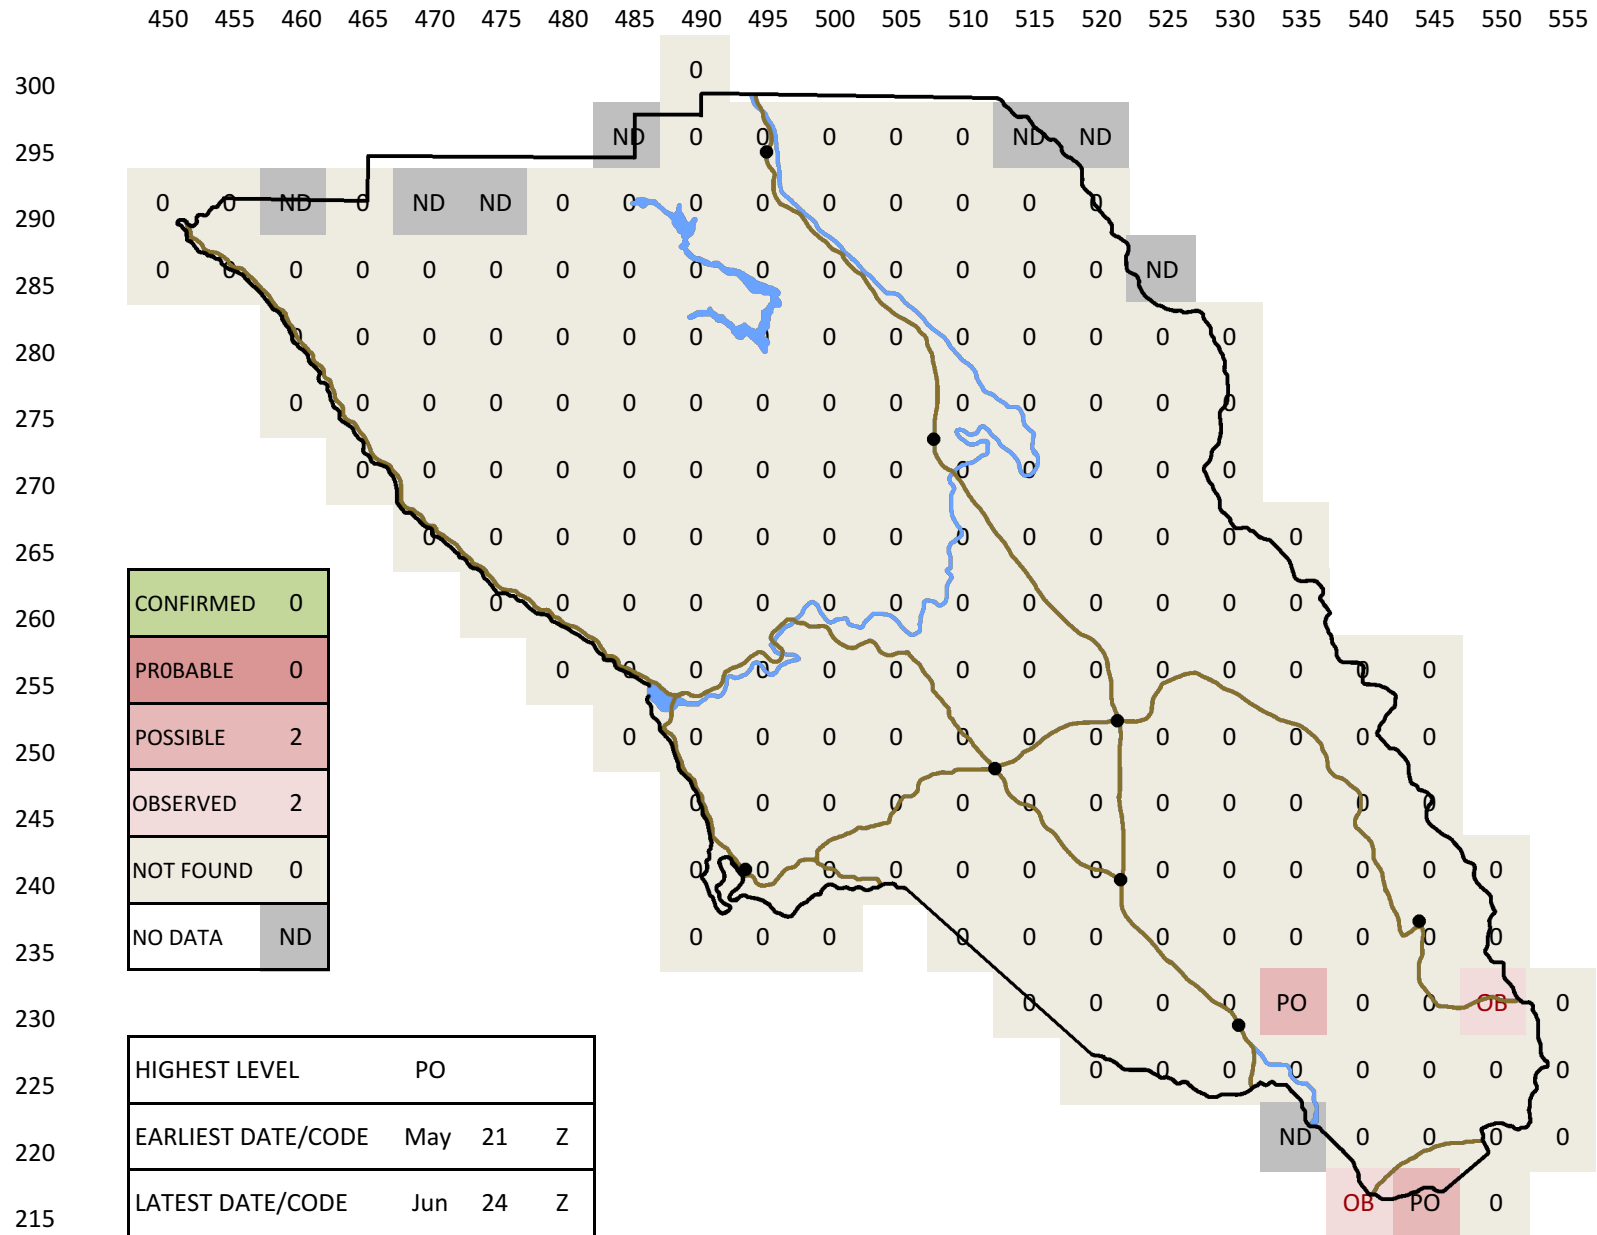 450 455 460 465 470 475 480 485 490 495 500 505 510 515 520 525 530 535 540 545 550 555
300 0
295 ND 0 0 0 0 0 ND ND
290 0 0 ND 0 ND ND 0 0 0 0 0 0 0 0 0
285 0 0 0 0 0 0 0 0 0 0 0 0 0 0 0 ND
280 0 0 0 0 0 0 0 0 0 0 0 0 0 0 0
275 0 0 0 0 0 0 0 0 0 0 0 0 0 0 0
270 0 0 0 0 0 0 0 0 0 0 0 0 0 0
265 0 0 0 0 0 0 0 0 0 0 0 0 0 0
260 CONFIRMED 0 0 0 0 0 0 0 0 0 0 0 0 0 0
255 PR0BABLE 0 0 0 0 0 0 0 0 0 0 0 0 0 0 0
250 POSSIBLE 2 0 0 0 0 0 0 0 0 0 0 0 0 0
245 OBSERVED 2 0 0 0 0 0 0 0 0 0 0 0 0
240 NOT FOUND 0 0 0 0 0 0 0 0 0 0 0 0 0 0
235 NO DATA ND 0 0 0 0 0 0 0 0 0 0 0 0
230 0 0 0 0 PO 0 0 OB 0
225 HIGHEST LEVEL PO 0 0 0 0 0 0 0 0
220 EARLIEST DATE/CODE May 21 Z ND 0 0 0 0
215 LATEST DATE/CODE Jun 24 Z OB PO 0